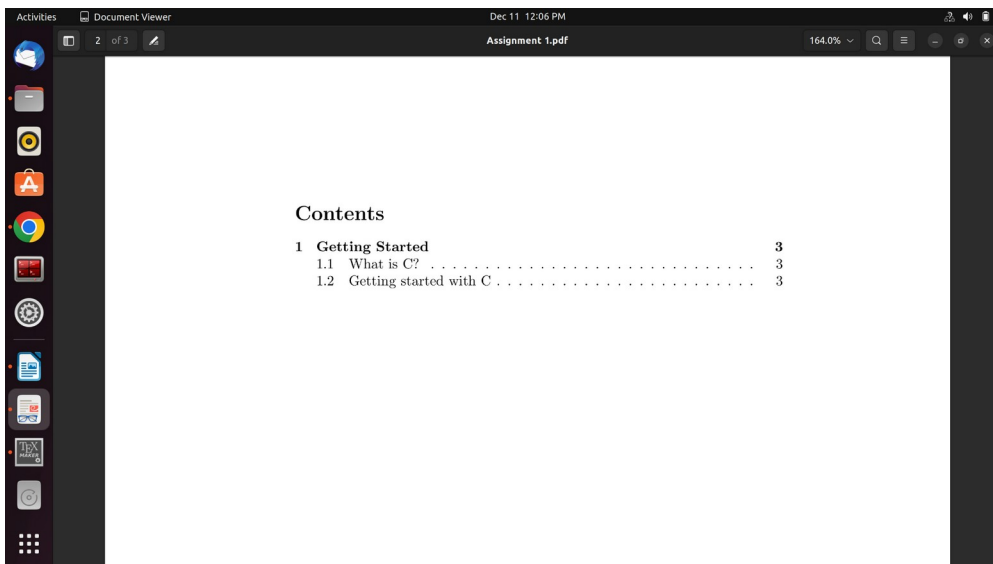 Activities Document Viewer Dec 11 12:06 PM
2 of 3 Assignment 1.pdf 164.0%
Contents
1 Getting Started 3
1.1 What is C? . . . . . . . . . . . . . . . . . . . . . . . . . . . . . . 3
1.2 Getting started with C . . . . . . . . . . . . . . . . . . . . . . . . 3
TEX
MAKER